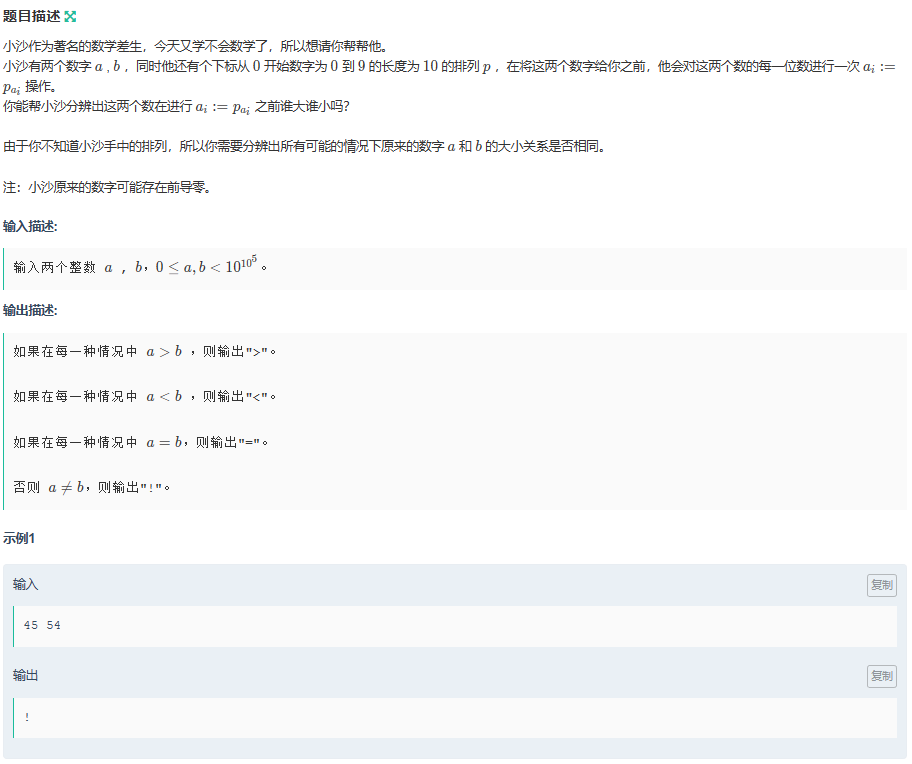 题目描述
小沙作为著名的数学差生，今天又学不会数学了，所以想请你帮帮他。
小沙有两个数字 a , b ，同时他还有个下标从 0 开始数字为 0 到 9 的长度为 10 的排列 p ，在将这两个数字给你之前，他会对这两个数的每一位数进行一次 a_i :=
p_{a_i} 操作。
你能帮小沙分辨出这两个数在进行 a_i := p_{a_i} 之前谁大谁小吗？
由于你不知道小沙手中的排列，所以你需要分辨出所有可能的情况下原来的数字 a 和 b 的大小关系是否相同。
注：小沙原来的数字可能存在前导零。
输入描述:
输入两个整数 a , b，0 ≤ a, b < 10^{10^5}。
输出描述:
如果在每一种情况中 a > b ，则输出">"。
如果在每一种情况中 a < b ，则输出"<"。
如果在每一种情况中 a = b，则输出"="。
否则 a ≠ b，则输出"!"。
示例1
输入
复制
45 54
输出
复制
!